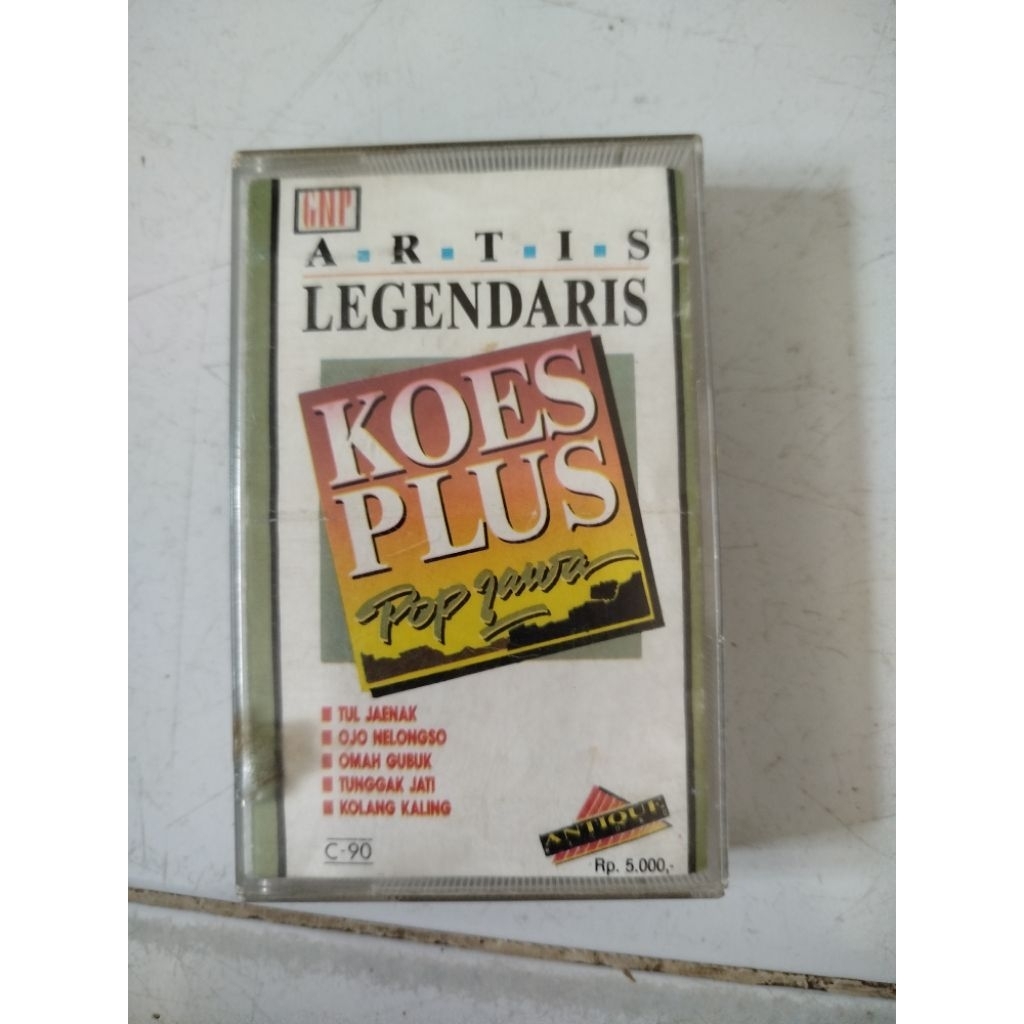 GNP
A.R.T.I.S
LEGENDARIS
KOES
PLUS
Pop Jawa
TUL JAENAK
OJO NELONGSO
OMAH GUBUK
TUNGGAK JATI
KOLANG KALING
C-90
ANTIQUE
Rp. 5.000,-